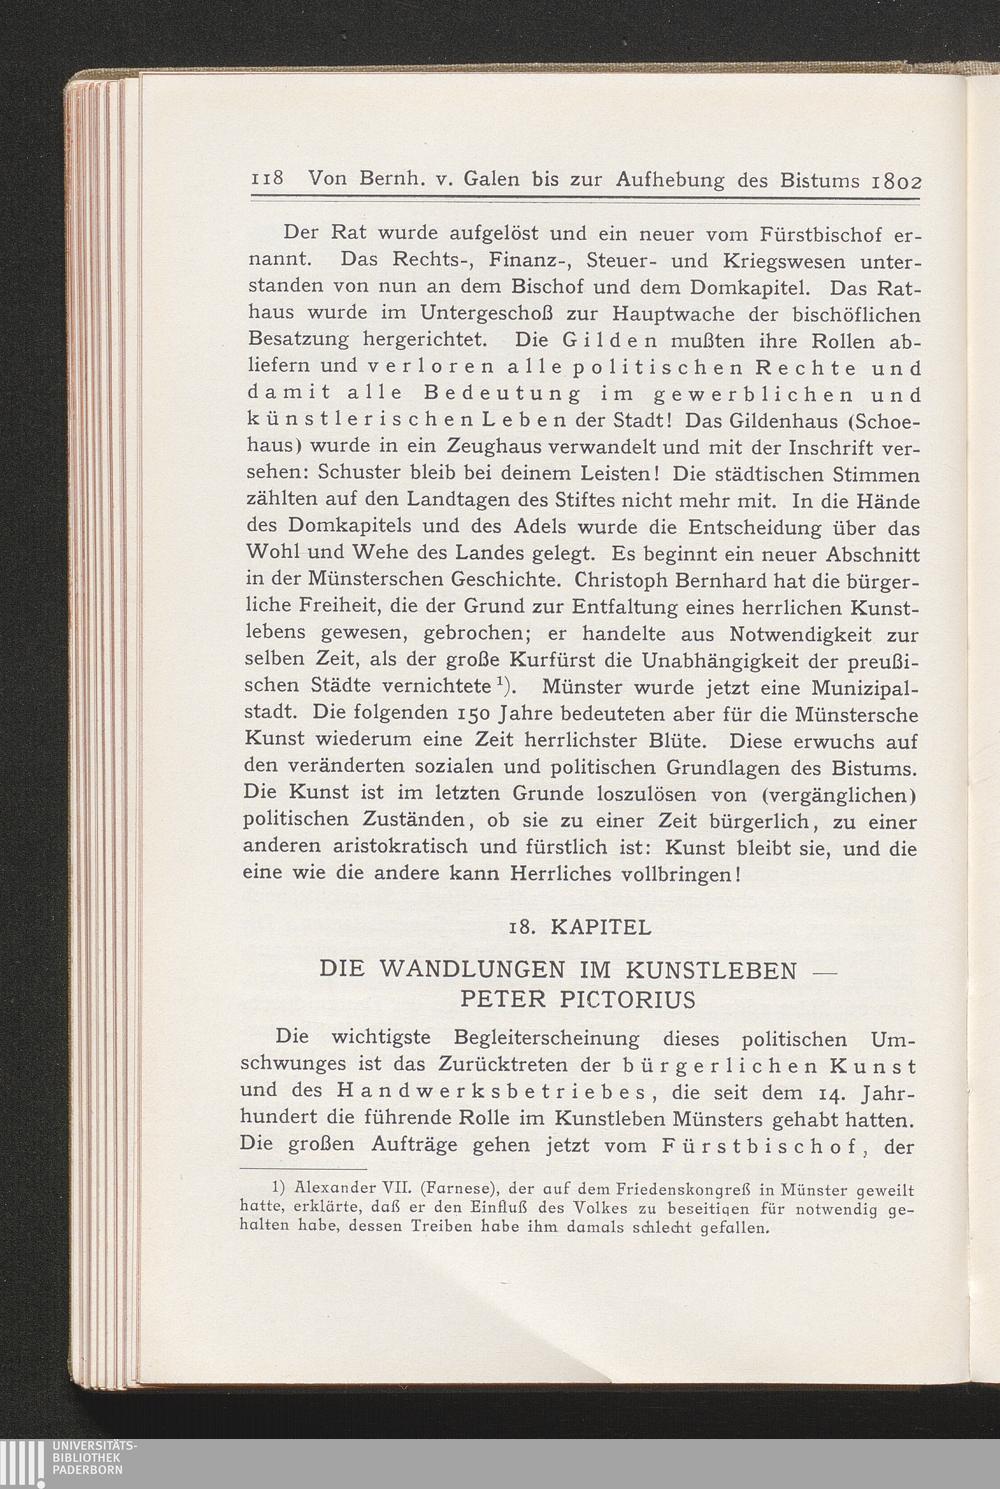 118 Von Bernh. v. Galen bis zur Aufhebung des Bistums 1802
Der Rat wurde aufgelöst und ein neuer vom Fürstbischof er-
nannt. Das Rechts-, Finanz-, Steuer- und Kriegswesen unter-
standen von nun an dem Bischof und dem Domkapitel. Das Rat-
haus wurde im Untergeschoß zur Hauptwache der bischöflichen
Besatzung hergerichtet. Die Gilden mußten ihre Rollen ab-
liefern und verloren alle politischen Rechte und
damit alle Bedeutung im gewerblichen und
künstlerischen Leben der Stadt! Das Gildenhaus (Schoe-
haus) wurde in ein Zeughaus verwandelt und mit der Inschrift ver-
sehen: Schuster bleib bei deinem Leisten! Die städtischen Stimmen
zählten auf den Landtagen des Stiftes nicht mehr mit. In die Hände
des Domkapitels und des Adels wurde die Entscheidung über das
Wohl und Wehe des Landes gelegt. Es beginnt ein neuer Abschnitt
in der Münsterschen Geschichte. Christoph Bernhard hat die bürger-
liche Freiheit, die der Grund zur Entfaltung eines herrlichen Kunst-
lebens gewesen, gebrochen; er handelte aus Notwendigkeit zur
selben Zeit, als der große Kurfürst die Unabhängigkeit der preußi-
schen Städte vernichtete ¹). Münster wurde jetzt eine Munizipal-
stadt. Die folgenden 150 Jahre bedeuteten aber für die Münstersche
Kunst wiederum eine Zeit herrlichster Blüte. Diese erwuchs auf
den veränderten sozialen und politischen Grundlagen des Bistums.
Die Kunst ist im letzten Grunde loszulösen von (vergänglichen)
politischen Zuständen, ob sie zu einer Zeit bürgerlich, zu einer
anderen aristokratisch und fürstlich ist: Kunst bleibt sie, und die
eine wie die andere kann Herrliches vollbringen!
18. KAPITEL
DIE WANDLUNGEN IM KUNSTLEBEN —
PETER PICTORIUS
Die wichtigste Begleiterscheinung dieses politischen Um-
schwunges ist das Zurücktreten der bürgerlichen Kunst
und des Handwerksbetriebes, die seit dem 14. Jahr-
hundert die führende Rolle im Kunstleben Münsters gehabt hatten.
Die großen Aufträge gehen jetzt vom Fürstbischof, der
1) Alexander VII. (Farnese), der auf dem Friedenskongreß in Münster geweilt
hatte, erklärte, daß er den Einfluß des Volkes zu beseitigen für notwendig ge-
halten habe, dessen Treiben habe ihm damals schlecht gefallen.
UNIVERSITÄTS-
BIBLIOTHEK
PADERBORN